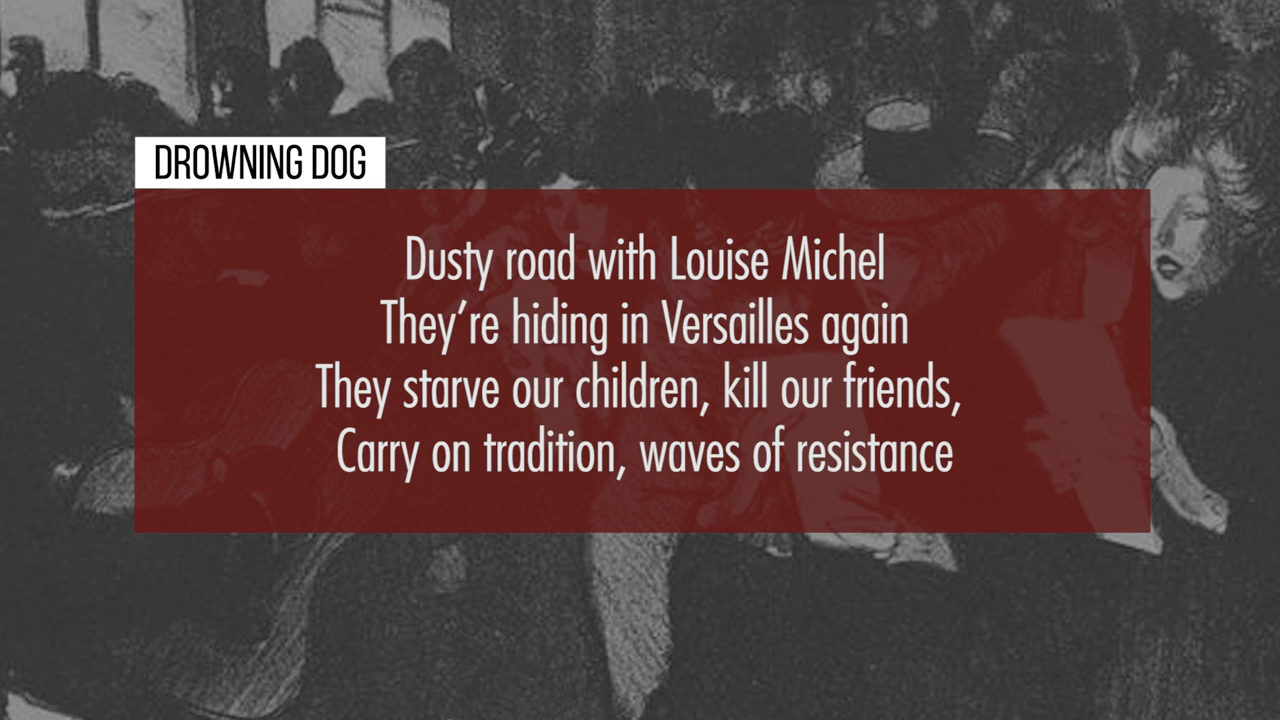 DROWNING DOG
Dusty road with Louise Michel
They’re hiding in Versailles again
They starve our children, kill our friends,
Carry on tradition, waves of resistance